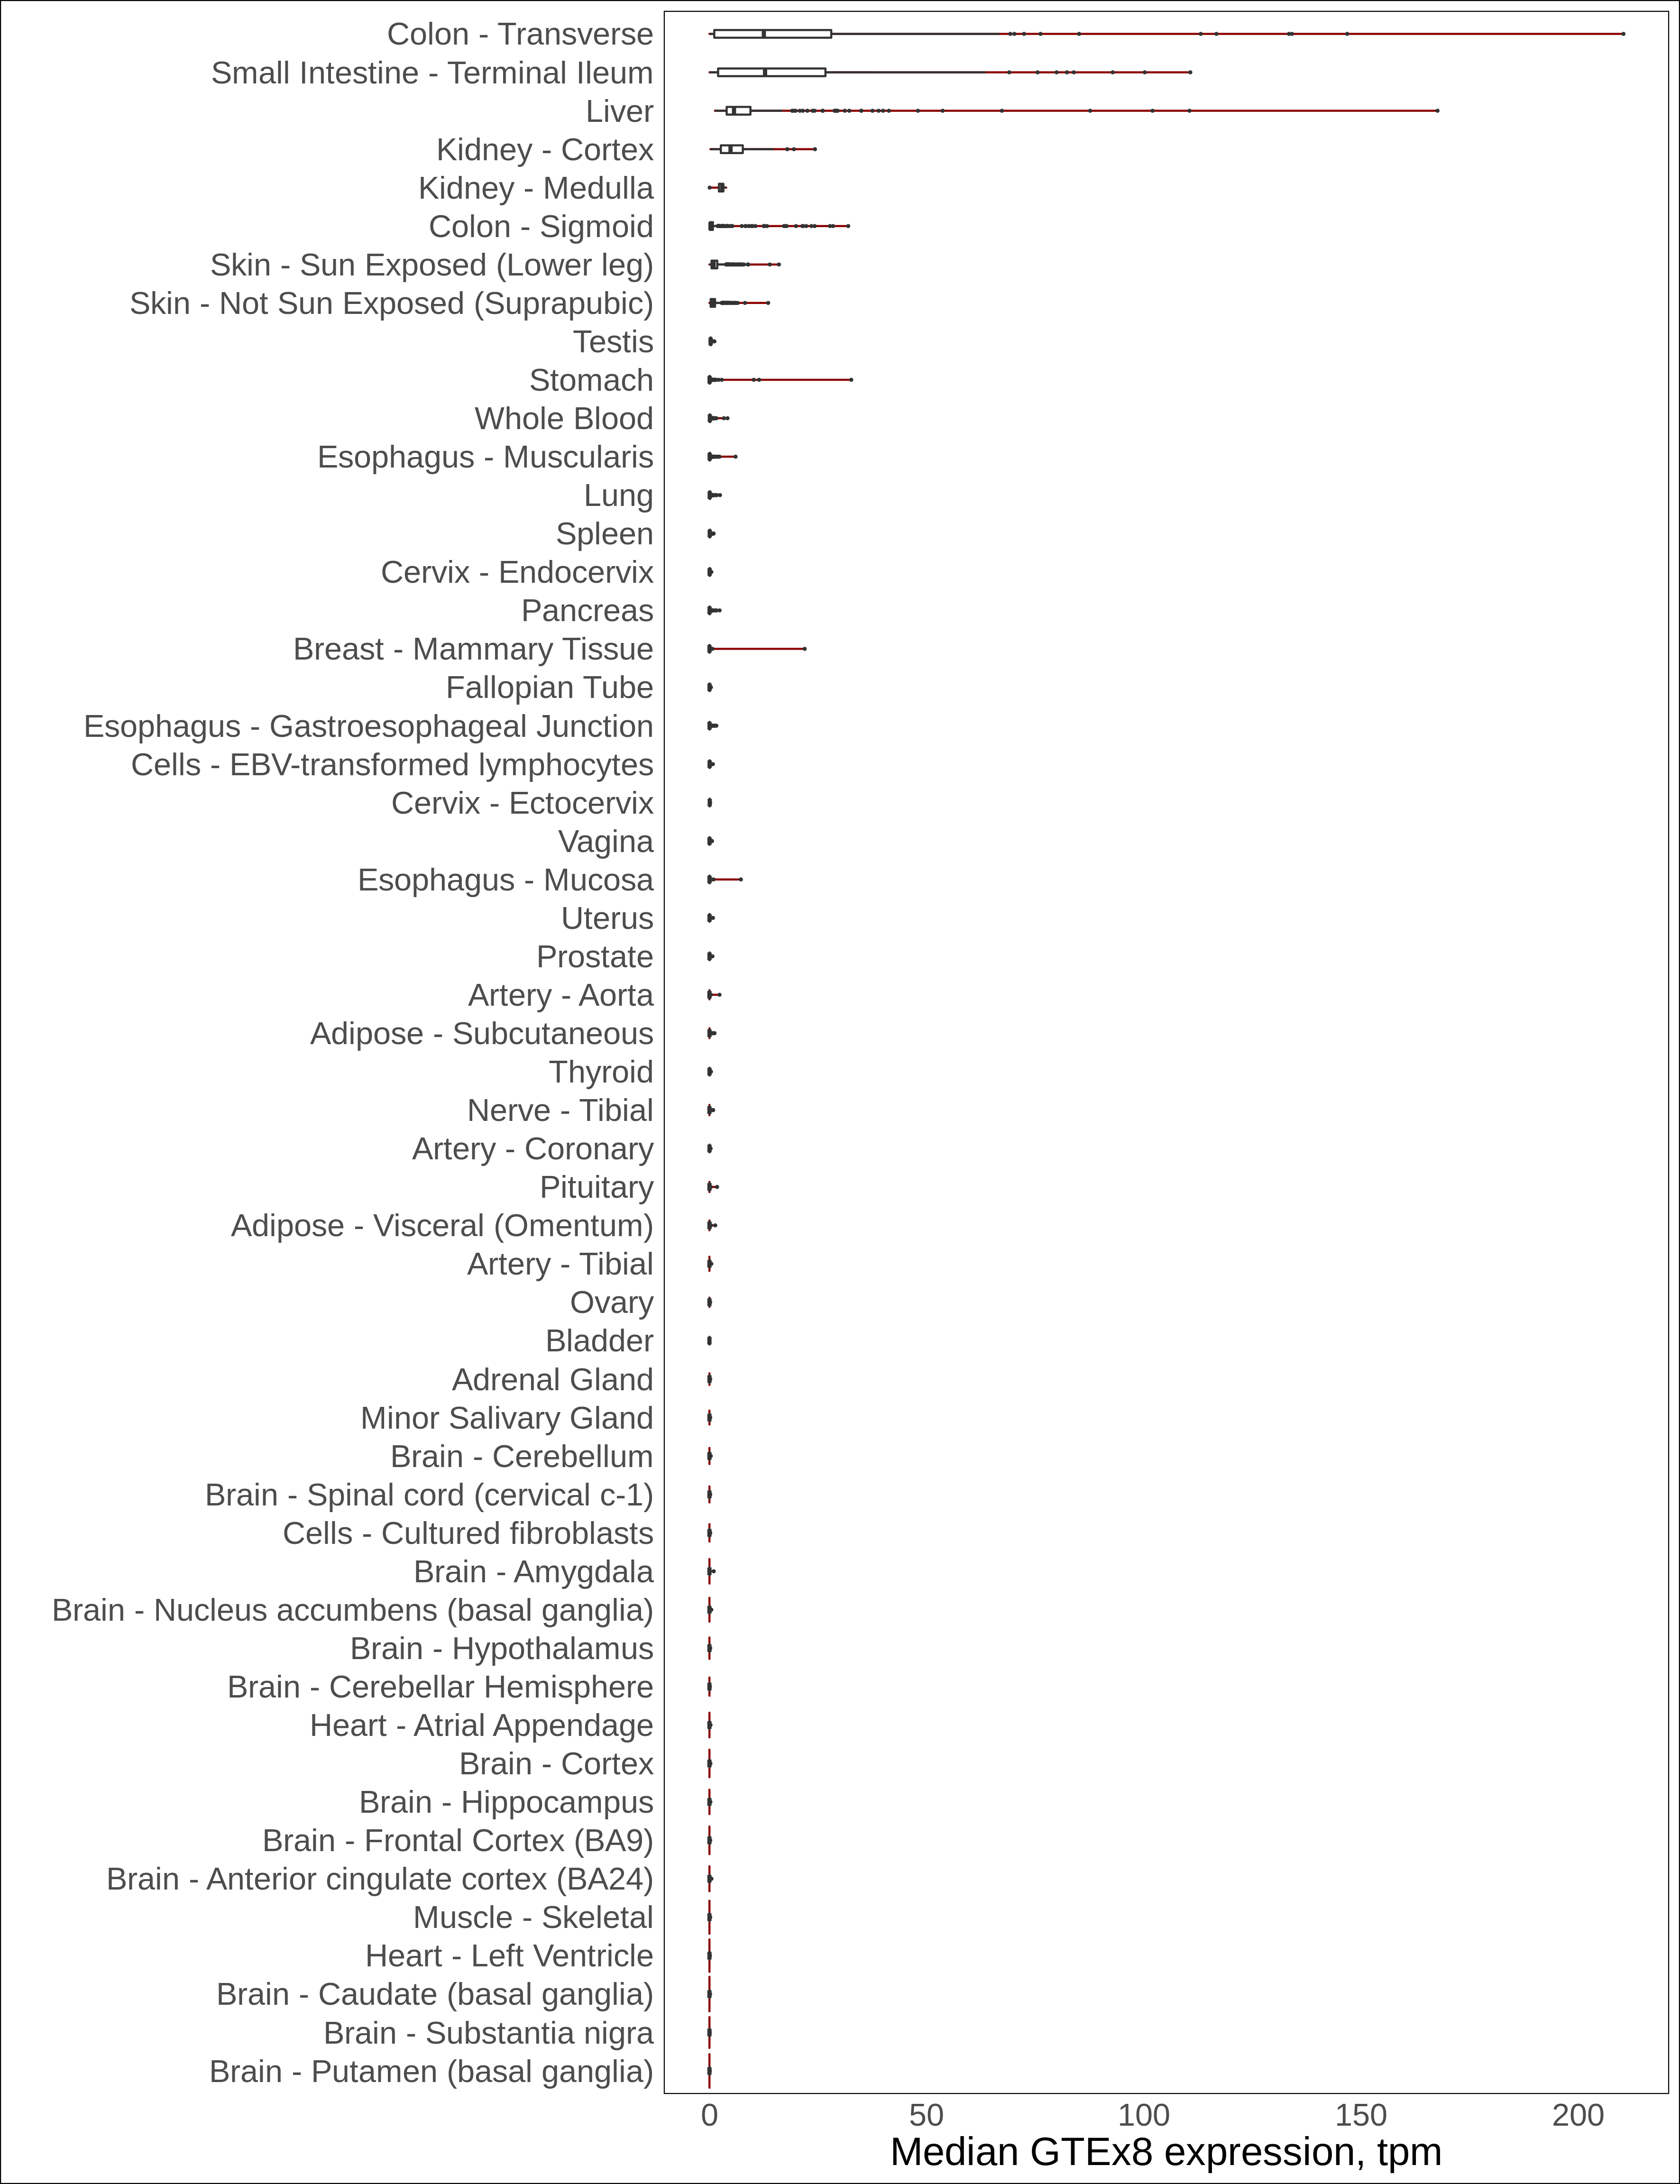 Colon - Transverse
Small Intestine - Terminal Ileum
Liver
Kidney - Cortex
Kidney - Medulla
Colon - Sigmoid
Skin - Sun Exposed (Lower leg)
Skin - Not Sun Exposed (Suprapubic)
Testis
Stomach
Whole Blood
Esophagus - Muscularis
Lung
Spleen
Cervix - Endocervix
Pancreas
Breast - Mammary Tissue
Fallopian Tube
Esophagus - Gastroesophageal Junction
Cells - EBV-transformed lymphocytes
Cervix - Ectocervix
Vagina
Esophagus - Mucosa
Uterus
Prostate
Artery - Aorta
Adipose - Subcutaneous
Thyroid
Nerve - Tibial
Artery - Coronary
Pituitary
Adipose - Visceral (Omentum)
Artery - Tibial
Ovary
Bladder
Adrenal Gland
Minor Salivary Gland
Brain - Cerebellum
Brain - Spinal cord (cervical c-1)
Cells - Cultured fibroblasts
Brain - Amygdala
Brain - Nucleus accumbens (basal ganglia)
Brain - Hypothalamus
Brain - Cerebellar Hemisphere
Heart - Atrial Appendage
Brain - Cortex
Brain - Hippocampus
Brain - Frontal Cortex (BA9)
Brain - Anterior cingulate cortex (BA24)
Muscle - Skeletal
Heart - Left Ventricle
Brain - Caudate (basal ganglia)
Brain - Substantia nigra
Brain - Putamen (basal ganglia)
0 50 100 150 200
Median GTEx8 expression, tpm